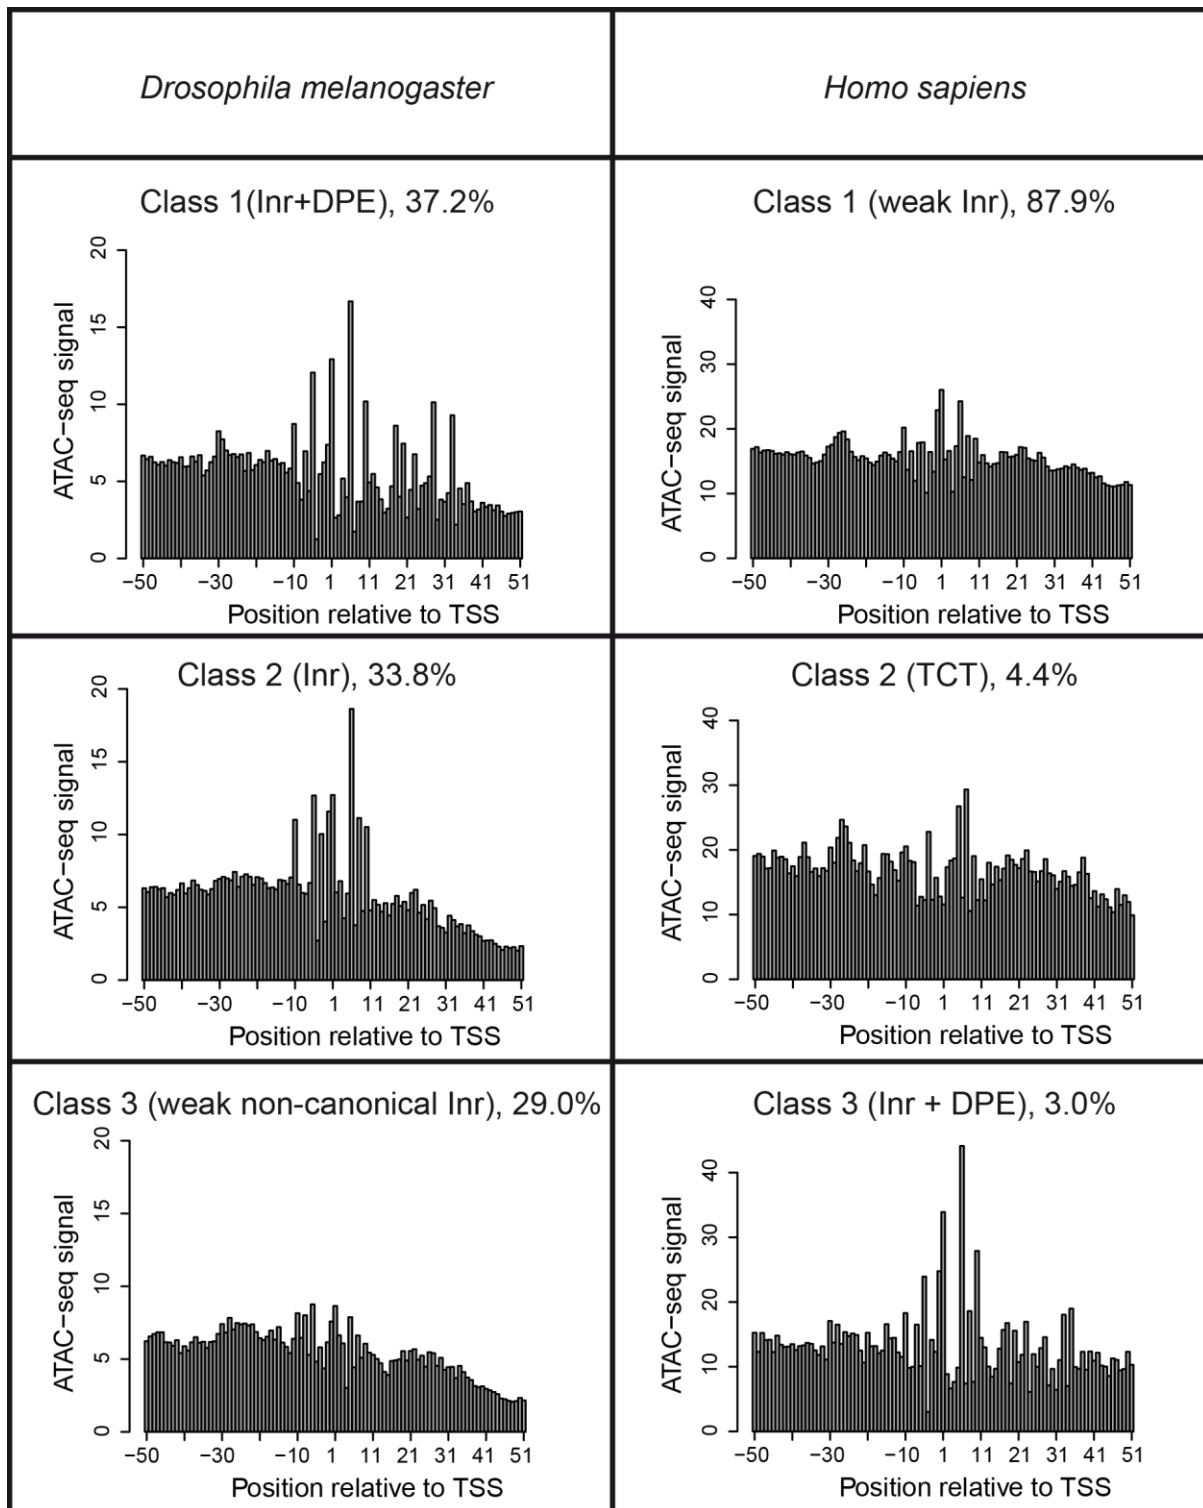 Drosophila melanogaster
Homo sapiens
Class 1(Inr+DPE), 37.2%
ATAC−seq signal
20
15
10
5
0
−50 −30 −10 1 11 21 31 41 51
Position relative to TSS
Class 1 (weak Inr), 87.9%
ATAC−seq signal
40
30
20
10
0
−50 −30 −10 1 11 21 31 41 51
Position relative to TSS
Class 2 (Inr), 33.8%
ATAC−seq signal
20
15
10
5
0
−50 −30 −10 1 11 21 31 41 51
Position relative to TSS
Class 2 (TCT), 4.4%
ATAC−seq signal
40
30
20
10
0
−50 −30 −10 1 11 21 31 41 51
Position relative to TSS
Class 3 (weak non-canonical Inr), 29.0%
ATAC−seq signal
20
15
10
5
0
−50 −30 −10 1 11 21 31 41 51
Position relative to TSS
Class 3 (Inr + DPE), 3.0%
ATAC−seq signal
40
30
20
10
0
−50 −30 −10 1 11 21 31 41 51
Position relative to TSS